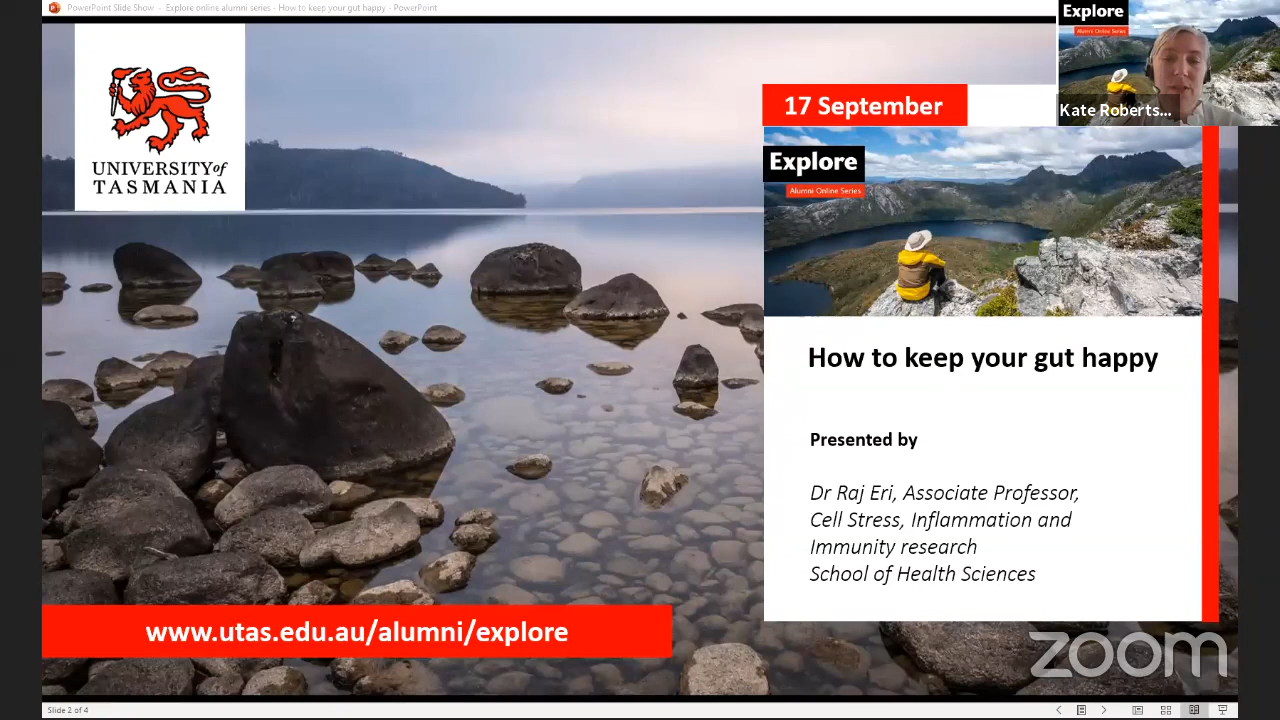 PowerPoint Slide Show - Explore online alumni series - How to keep your gut happy - PowerPoint
Explore
Alumni Online Series
Kate Roberts...
UNIVERSITY of
TASMANIA
17 September
Explore
Alumni Online Series
How to keep your gut happy
Presented by
Dr Raj Eri, Associate Professor,
Cell Stress, Inflammation and
Immunity research
School of Health Sciences
www.utas.edu.au/alumni/explore
zoom
Slide 2 of 4